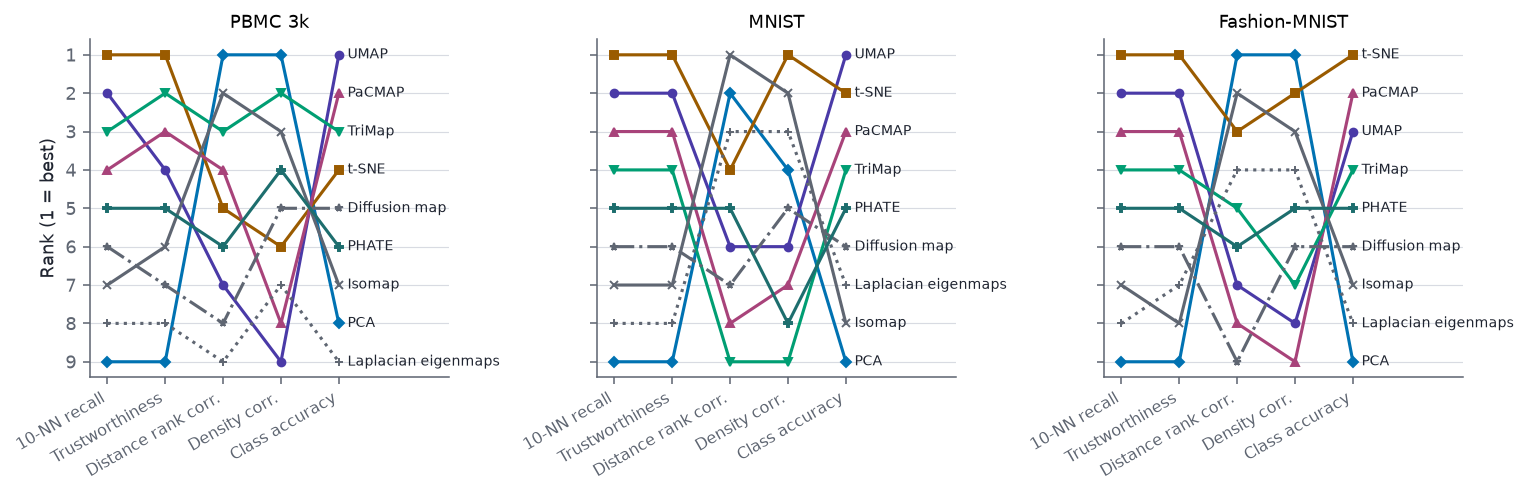 PBMC 3k
MNIST
Fashion-MNIST
Rank (1 = best)
1
2
3
4
5
6
7
8
9
UMAP
PaCMAP
TriMap
t-SNE
Diffusion map
PHATE
Isomap
PCA
Laplacian eigenmaps
10-NN recall
Trustworthiness
Distance rank corr.
Density corr.
Class accuracy
UMAP
t-SNE
PaCMAP
TriMap
PHATE
Diffusion map
Laplacian eigenmaps
Isomap
PCA
10-NN recall
Trustworthiness
Distance rank corr.
Density corr.
Class accuracy
t-SNE
PaCMAP
UMAP
TriMap
PHATE
Diffusion map
Isomap
Laplacian eigenmaps
PCA
10-NN recall
Trustworthiness
Distance rank corr.
Density corr.
Class accuracy